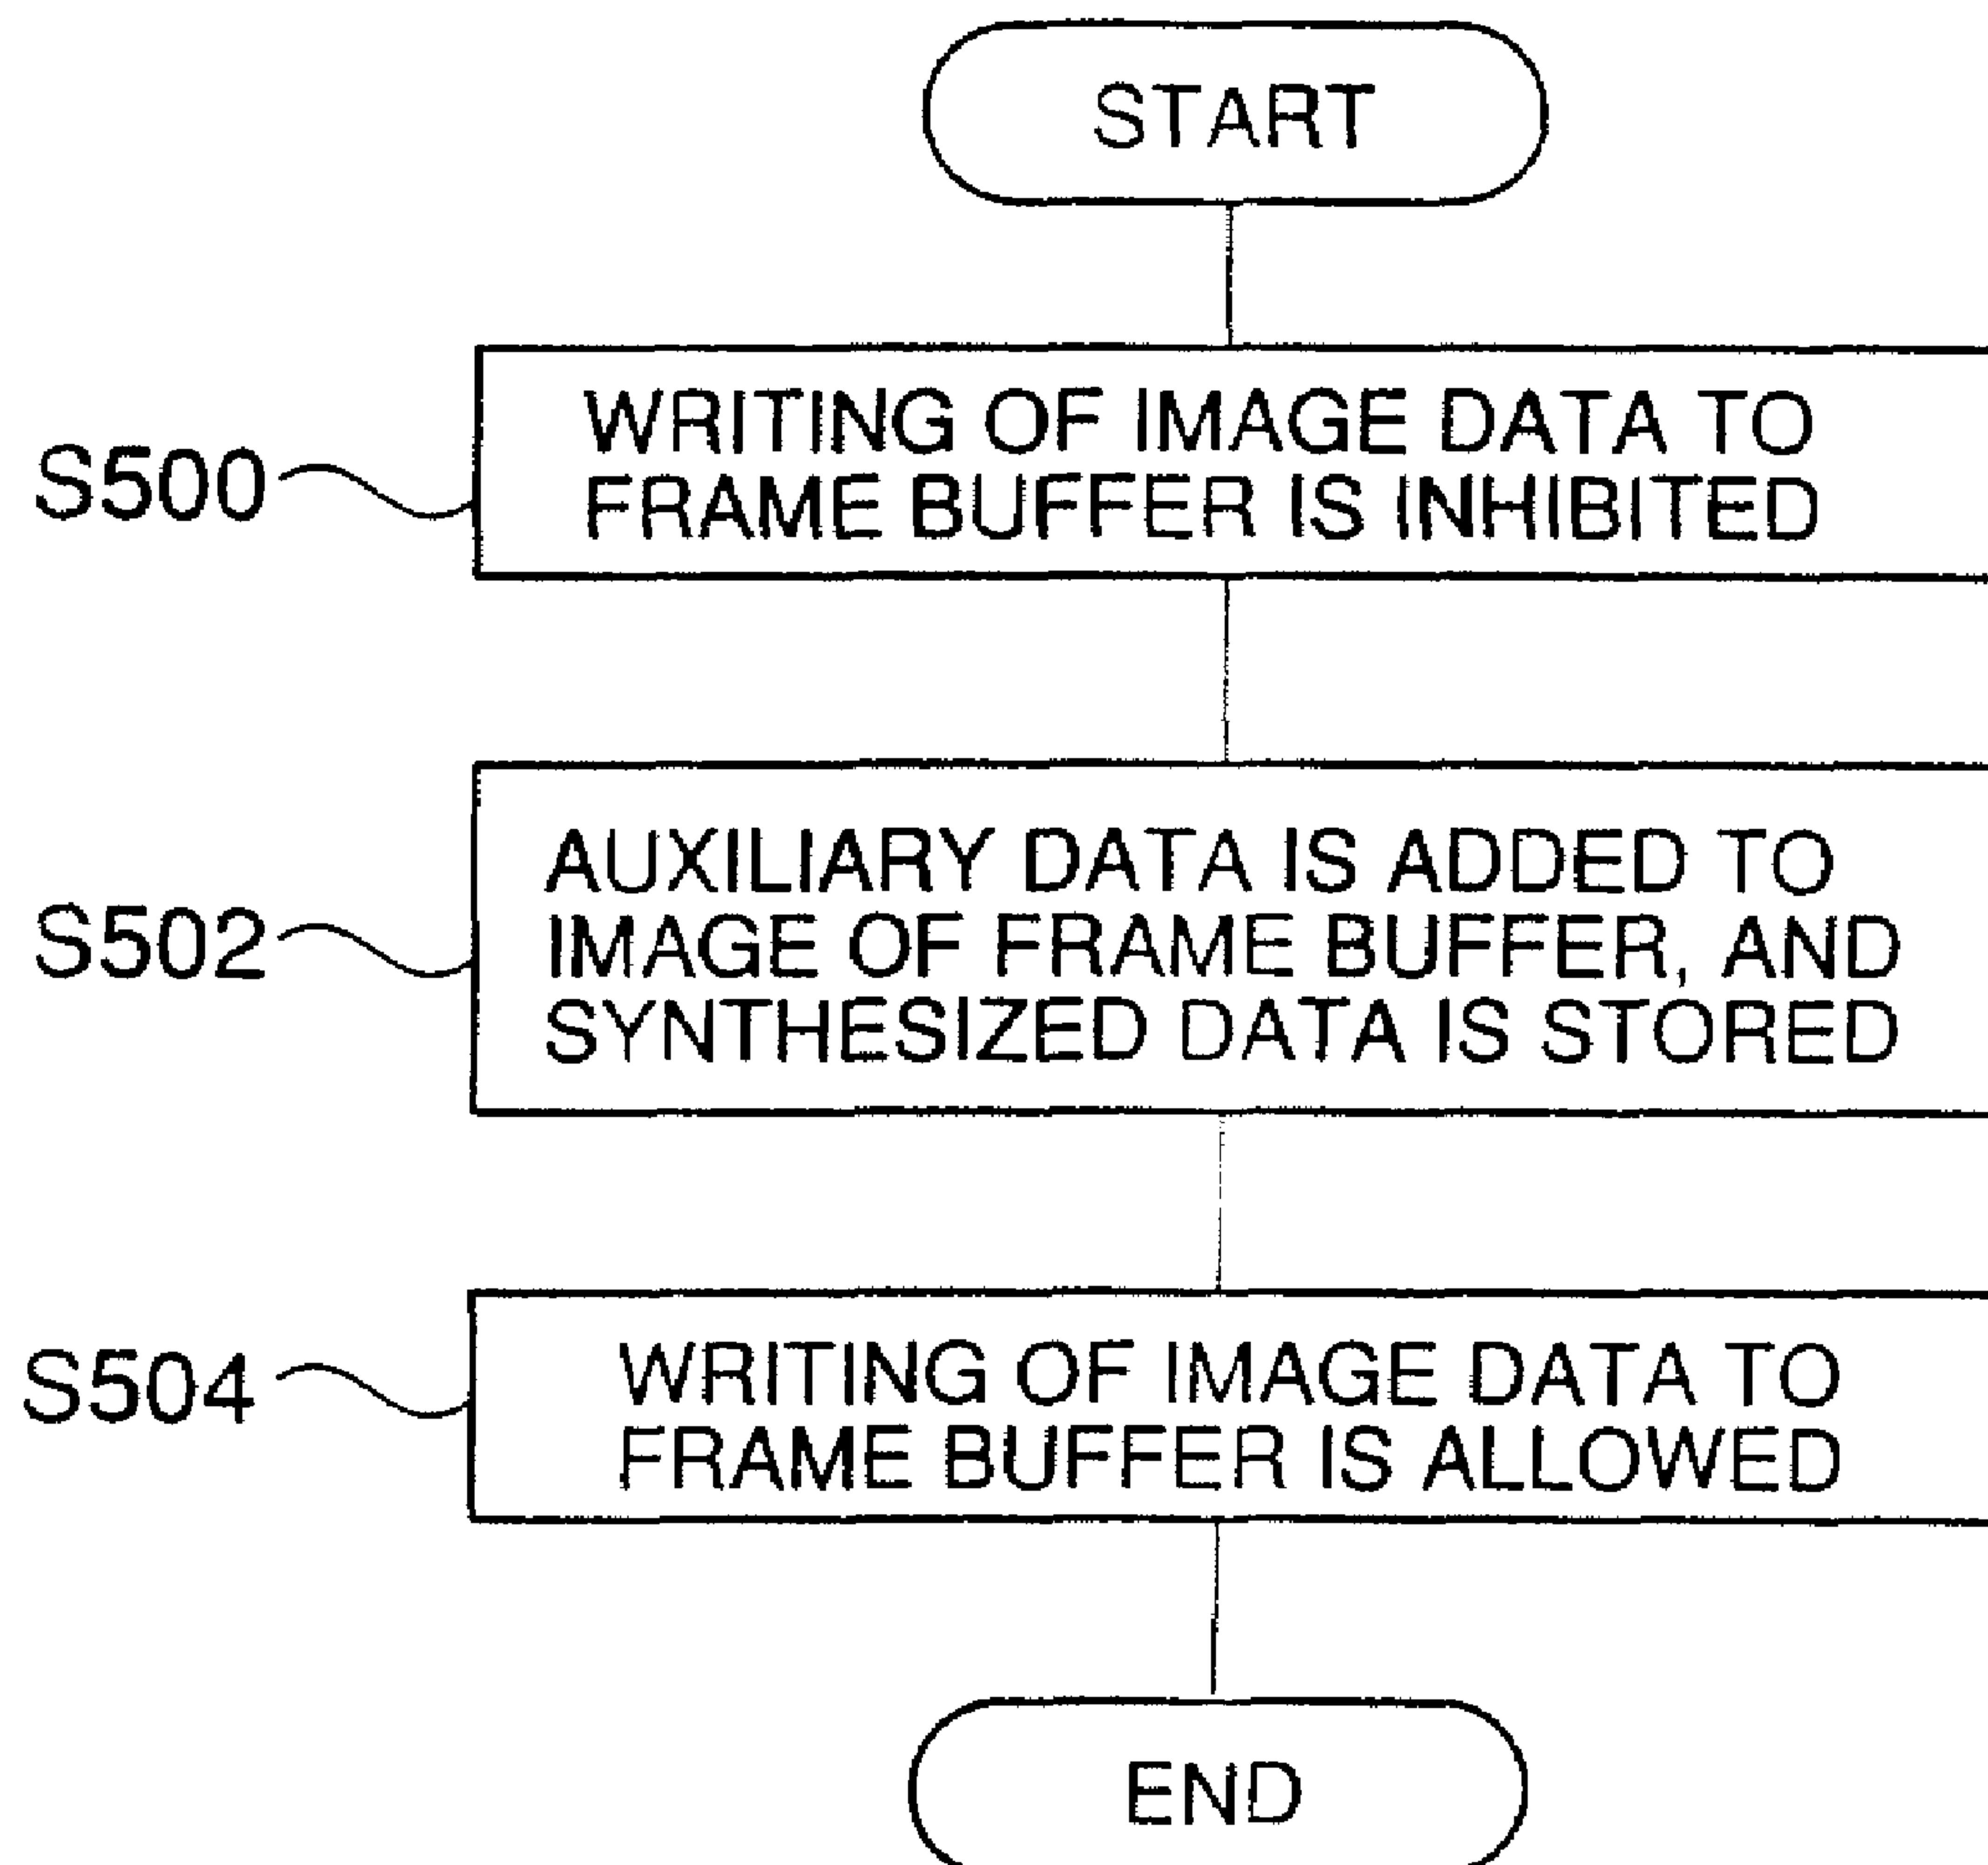 START
S500
WRITING OF IMAGE DATA TO
FRAME BUFFER IS INHIBITED
S502
AUXILIARY DATA IS ADDED TO
IMAGE OF FRAME BUFFER, AND
SYNTHESIZED DATA IS STORED
S504
WRITING OF IMAGE DATA TO
FRAME BUFFER IS ALLOWED
END